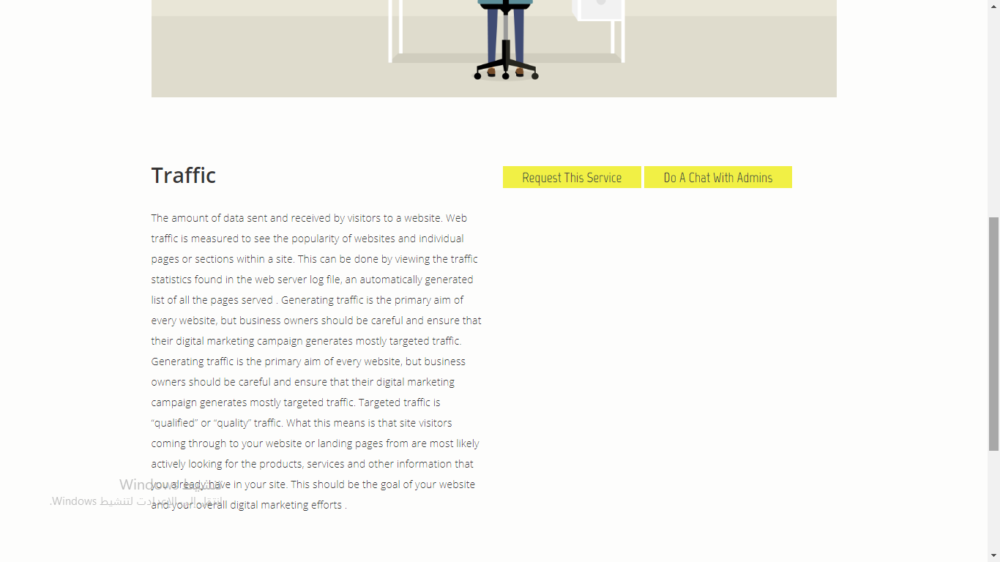 Traffic
Request This Service
Do A Chat With Admins
The amount of data sent and received by visitors to a website. Web
traffic is measured to see the popularity of websites and individual
pages or sections within a site. This can be done by viewing the traffic
statistics found in the web server log file, an automatically generated
list of all the pages served . Generating traffic is the primary aim of
every website, but business owners should be careful and ensure that
their digital marketing campaign generates mostly targeted traffic.
Generating traffic is the primary aim of every website, but business
owners should be careful and ensure that their digital marketing
campaign generates mostly targeted traffic. Targeted traffic is
“qualified” or “quality” traffic. What this means is that site visitors
coming through to your website or landing pages from are most likely
actively looking for the products, services and other information that
you already have in your site. This should be the goal of your website
and your overall digital marketing efforts .
تنشيط Windows
انتقل إلى الإعدادات لتنشيط Windows.